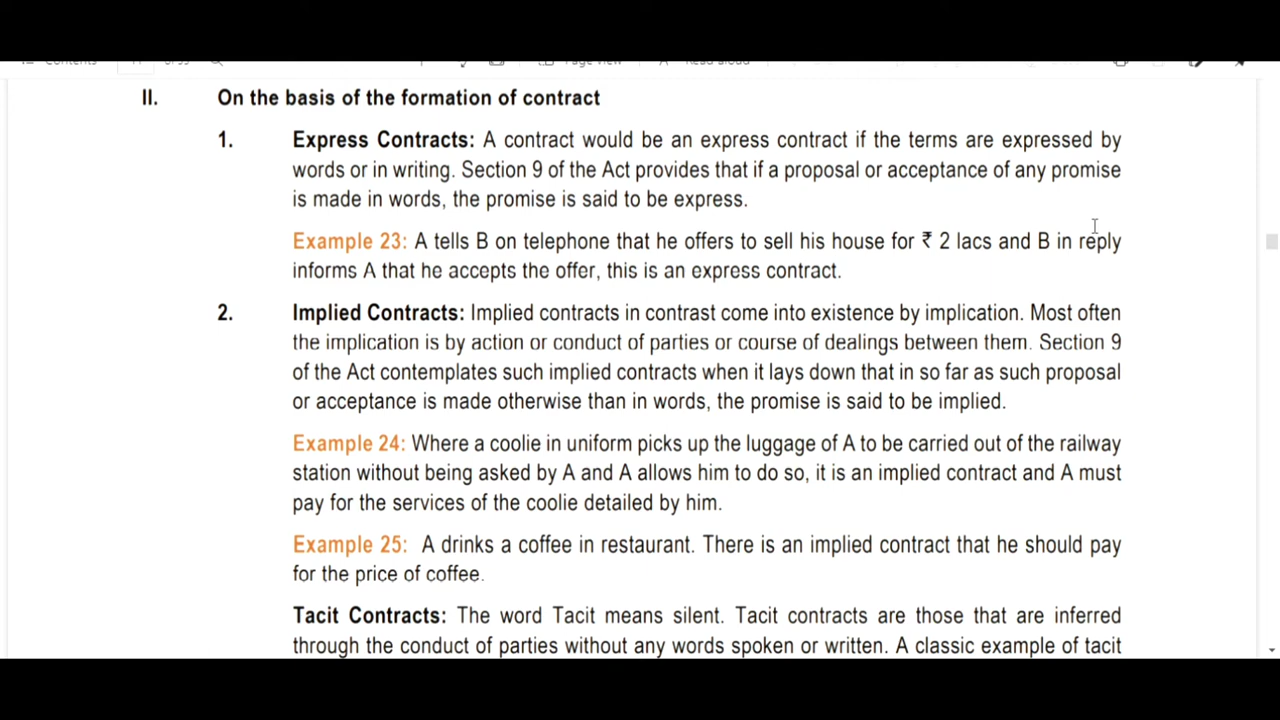 II. On the basis of the formation of contract
1. Express Contracts: A contract would be an express contract if the terms are expressed by
words or in writing. Section 9 of the Act provides that if a proposal or acceptance of any promise
is made in words, the promise is said to be express.
Example 23: A tells B on telephone that he offers to sell his house for ₹ 2 lacs and B in reply
informs A that he accepts the offer, this is an express contract.
2. Implied Contracts: Implied contracts in contrast come into existence by implication. Most often
the implication is by action or conduct of parties or course of dealings between them. Section 9
of the Act contemplates such implied contracts when it lays down that in so far as such proposal
or acceptance is made otherwise than in words, the promise is said to be implied.
Example 24: Where a coolie in uniform picks up the luggage of A to be carried out of the railway
station without being asked by A and A allows him to do so, it is an implied contract and A must
pay for the services of the coolie detailed by him.
Example 25: A drinks a coffee in restaurant. There is an implied contract that he should pay
for the price of coffee.
Tacit Contracts: The word Tacit means silent. Tacit contracts are those that are inferred
through the conduct of parties without any words spoken or written. A classic example of tacit